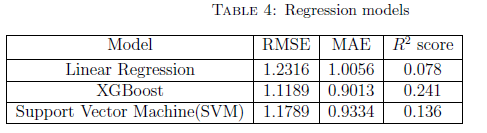 TABLE 4: Regression models
Model RMSE MAE R² score
Linear Regression 1.2316 1.0056 0.078
XGBoost 1.1189 0.9013 0.241
Support Vector Machine(SVM) 1.1789 0.9334 0.136